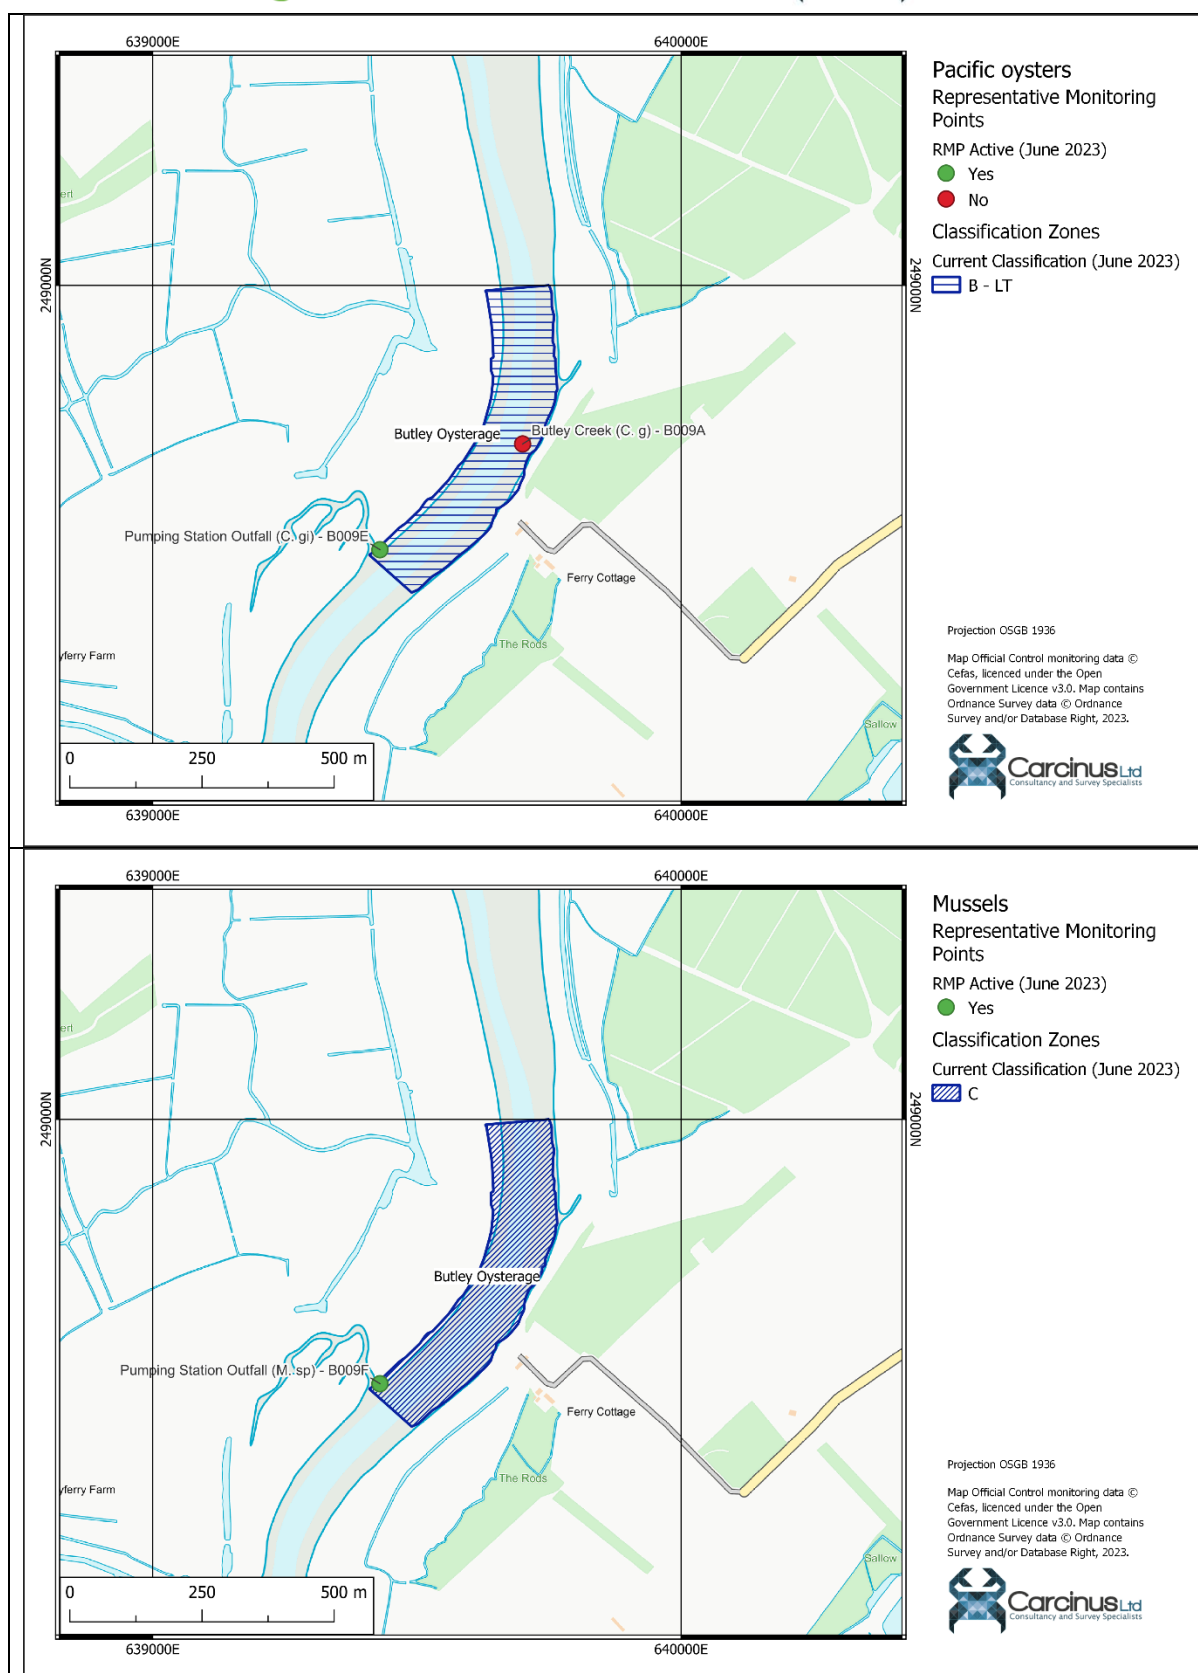 639000E
640000E
Pacific oysters
Representative Monitoring
Points
RMP Active (June 2023)
Yes
No
Classification Zones
Current Classification (June 2023)
B - LT
ert
249000N
249000N
Butley Oysterage
Butley Creek (C. g) - B009A
Pumping Station Outfall (C. gi) - B009E
Ferry Cottage
The Rods
yferry Farm
Sallow
Projection OSGB 1936
Map Official Control monitoring data ©
Cefas, licenced under the Open
Government Licence v3.0. Map contains
Ordnance Survey data © Ordnance
Survey and/or Database Right, 2023.
0 250 500 m
Carcinus Ltd
Consultancy and Survey Specialists
639000E
640000E
639000E
640000E
Mussels
Representative Monitoring
Points
RMP Active (June 2023)
Yes
Classification Zones
Current Classification (June 2023)
C
ert
249000N
249000N
Butley Oysterage
Pumping Station Outfall (M. sp) - B009F
Ferry Cottage
The Rods
yferry Farm
Sallow
Projection OSGB 1936
Map Official Control monitoring data ©
Cefas, licenced under the Open
Government Licence v3.0. Map contains
Ordnance Survey data © Ordnance
Survey and/or Database Right, 2023.
0 250 500 m
Carcinus Ltd
Consultancy and Survey Specialists
639000E
640000E